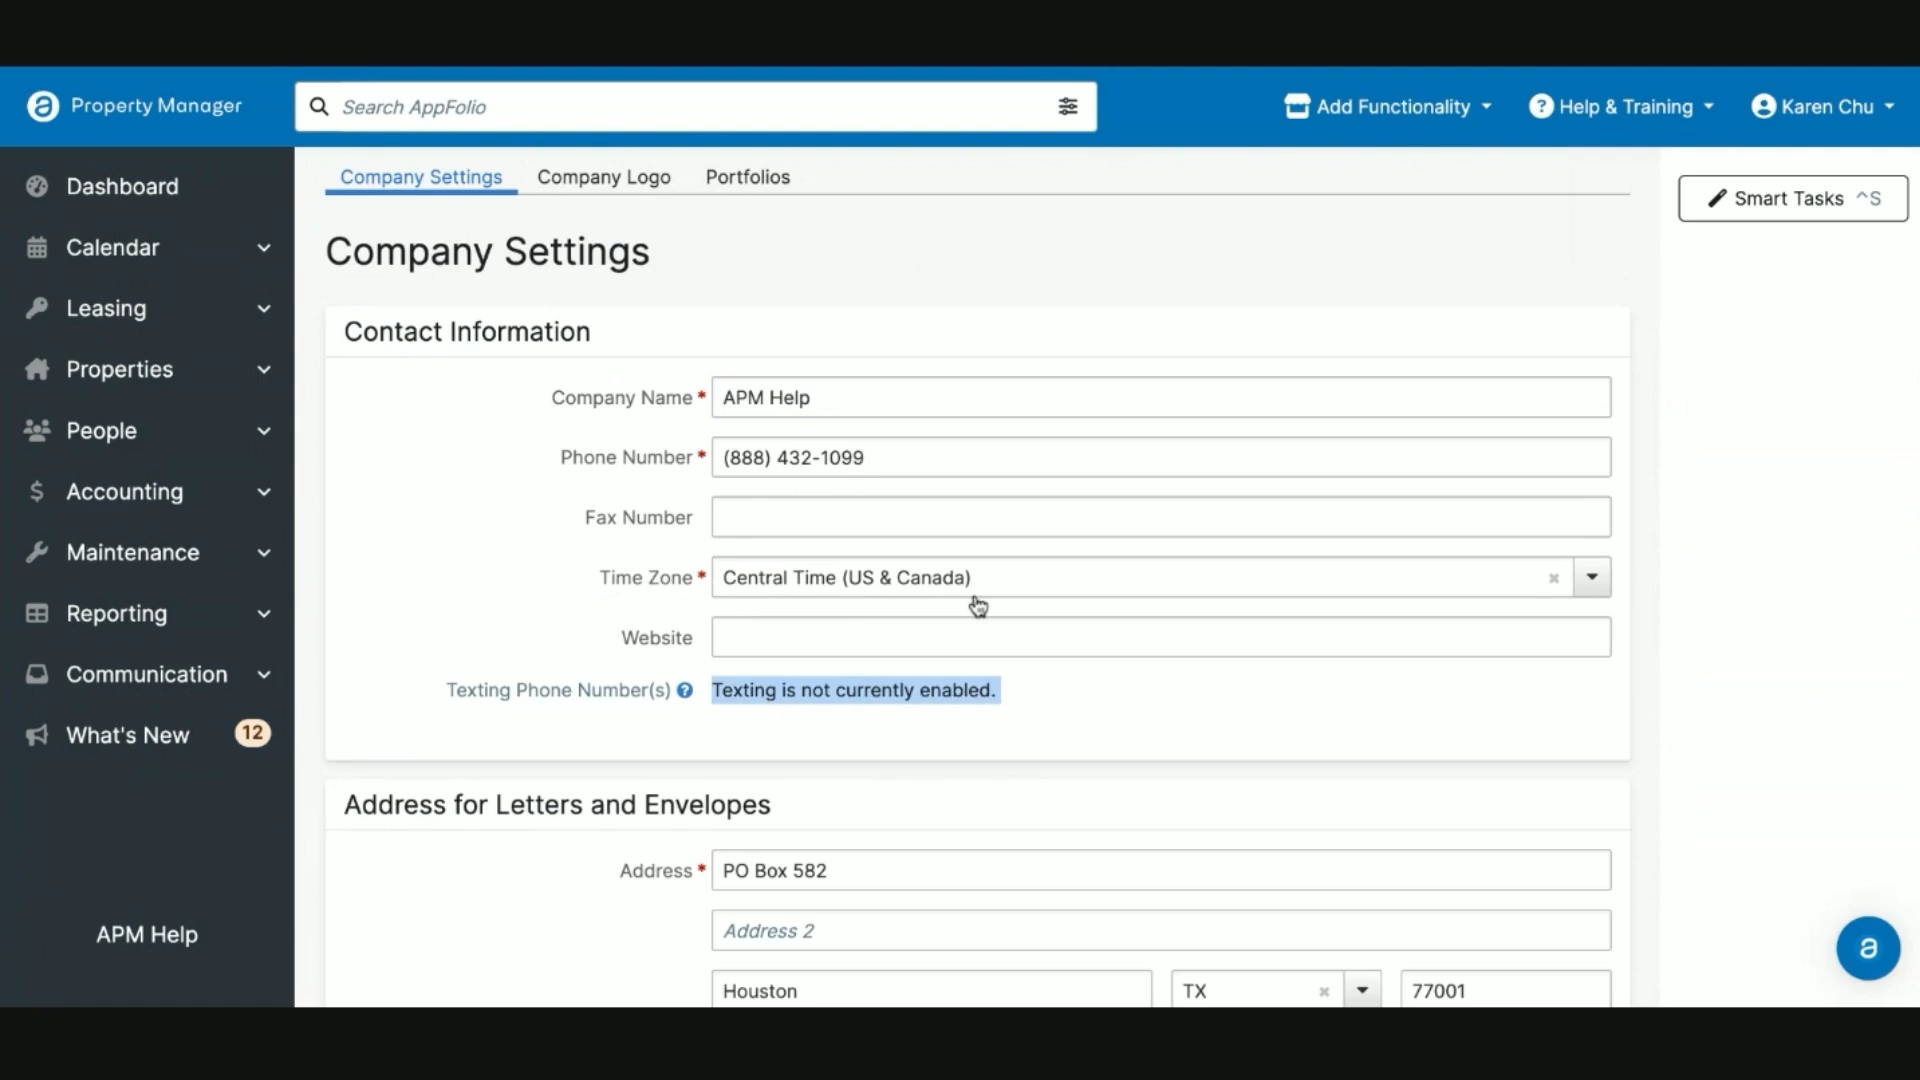 Property Manager
Search AppFolio
Add Functionality
Help & Training
Karen Chu
Dashboard
Calendar
Leasing
Properties
People
Accounting
Maintenance
Reporting
Communication
What's New 12
APM Help
Company Settings Company Logo Portfolios
Smart Tasks ^S
Company Settings
Contact Information
Company Name * APM Help
Phone Number * (888) 432-1099
Fax Number
Time Zone * Central Time (US & Canada)
Website
Texting Phone Number(s) ? Texting is not currently enabled.
Address for Letters and Envelopes
Address * PO Box 582
Address 2
Houston TX 77001